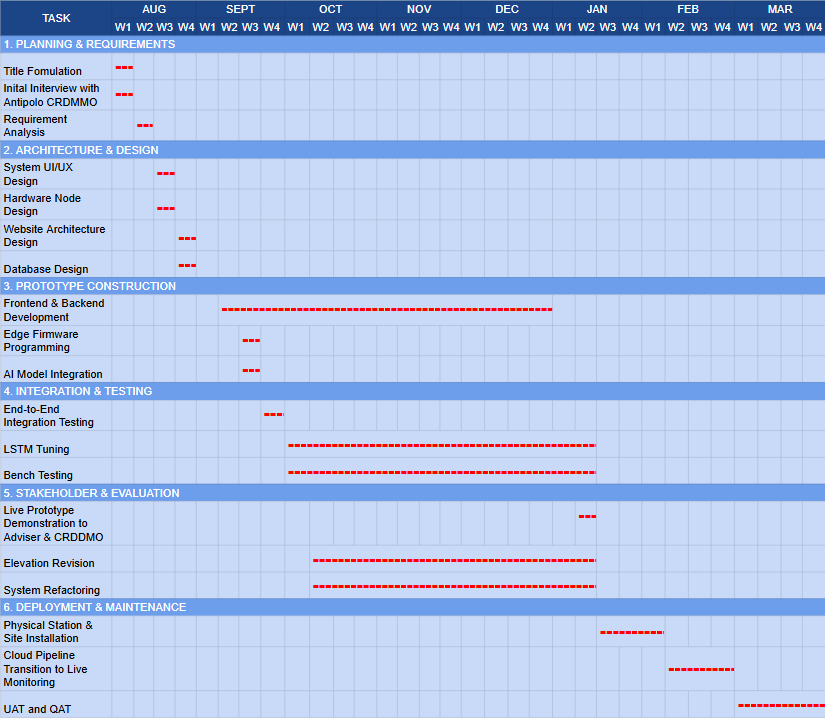 TASK
AUG SEPT OCT NOV DEC JAN FEB MAR
W1 W2 W3 W4 W1 W2 W3 W4 W1 W2 W3 W4 W1 W2 W3 W4 W1 W2 W3 W4 W1 W2 W3 W4 W1 W2 W3 W4 W1 W2 W3 W4
1. PLANNING & REQUIREMENTS
Title Fomulation
Inital Initerview with
Antipolo CRDMMO
Requirement
Analysis
2. ARCHITECTURE & DESIGN
System UI/UX
Design
Hardware Node
Design
Website Architecture
Design
Database Design
3. PROTOTYPE CONSTRUCTION
Frontend & Backend
Development
Edge Firmware
Programming
AI Model Integration
4. INTEGRATION & TESTING
End-to-End
Integration Testing
LSTM Tuning
Bench Testing
5. STAKEHOLDER & EVALUATION
Live Prototype
Demonstration to
Adviser & CRDDMO
Elevation Revision
System Refactoring
6. DEPLOYMENT & MAINTENANCE
Physical Station &
Site Installation
Cloud Pipeline
Transition to Live
Monitoring
UAT and QAT